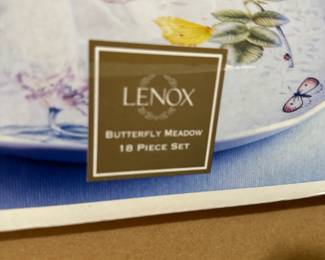 LENOX
BUTTERFLY MEADOW
18 PIECE SET